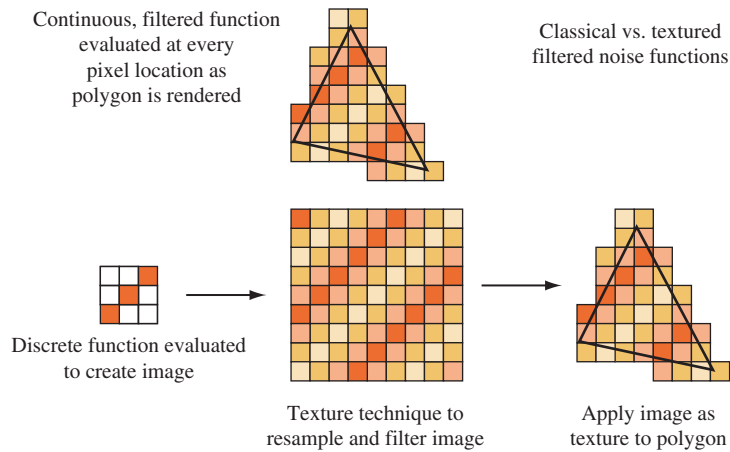 Continuous, filtered function
evaluated at every
pixel location as
polygon is rendered
Classical vs. textured
filtered noise functions
Discrete function evaluated
to create image
Texture technique to
resample and filter image
Apply image as
texture to polygon